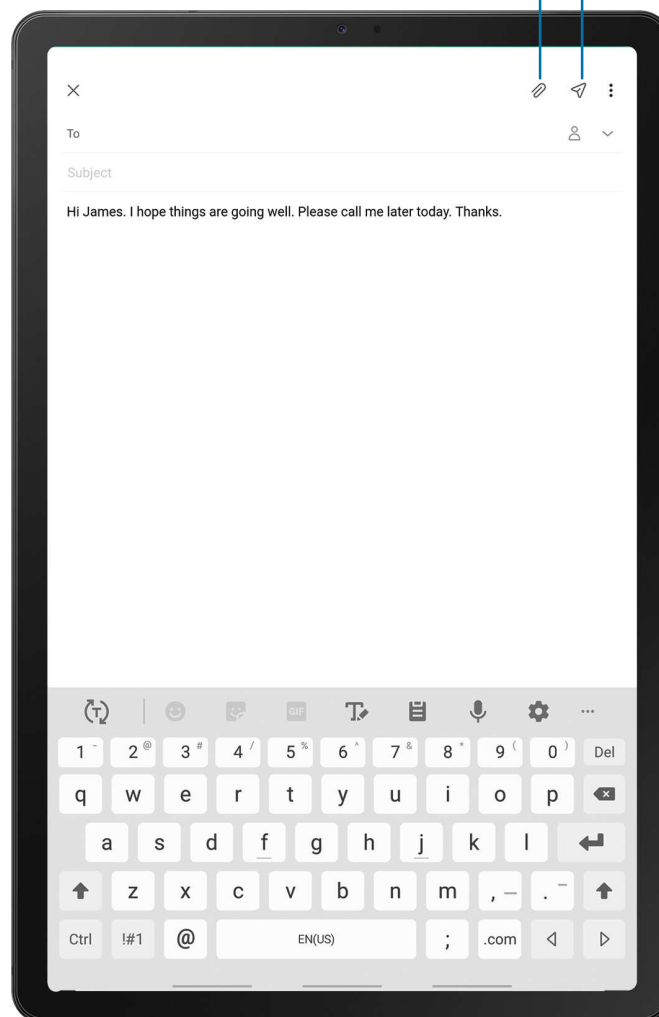 To
Subject
Hi James. I hope things are going well. Please call me later today. Thanks.
T GIF T
1 - 2 @ 3 # 4 / 5 % 6 ^ 7 & 8 * 9 ( 0 ) Del
q w e r t y u i o p
a s d f g h j k l
z x c v b n m , — . –
Ctrl !#1 @ EN(US) ; .com